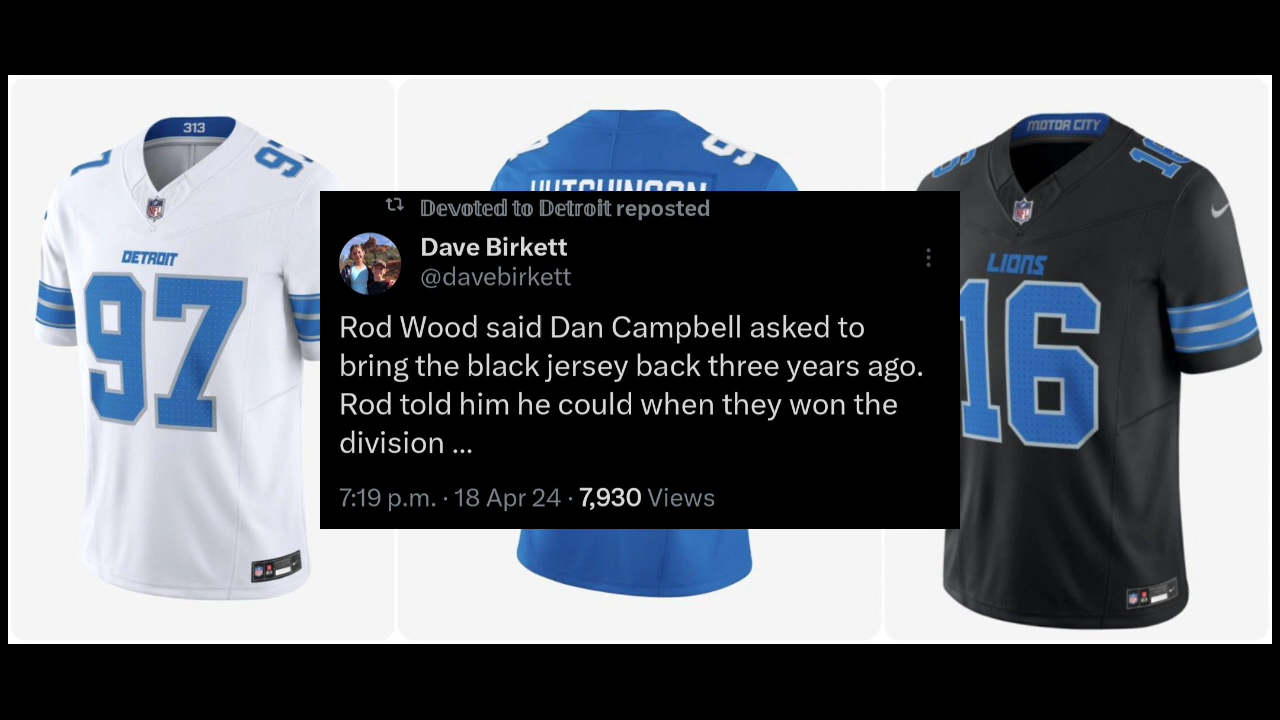 313
97
DETROIT
97
HUTCHINSON
MOTOR CITY
16
LIONS
16
Devoted to Detroit reposted
Dave Birkett
@davebirkett
Rod Wood said Dan Campbell asked to
bring the black jersey back three years ago.
Rod told him he could when they won the
division ...
7:19 p.m. · 18 Apr 24 · 7,930 Views